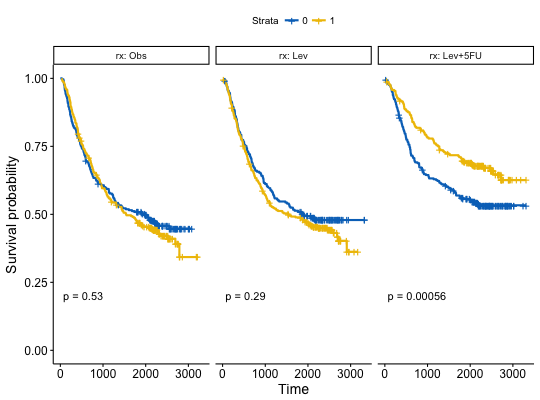 Strata 0 1
rx: Obs rx: Lev rx: Lev+5FU
1.00
0.75
0.50
0.25
0.00
Survival probability
p = 0.53 p = 0.29 p = 0.00056
0 1000 2000 3000 0 1000 2000 3000 0 1000 2000 3000
Time